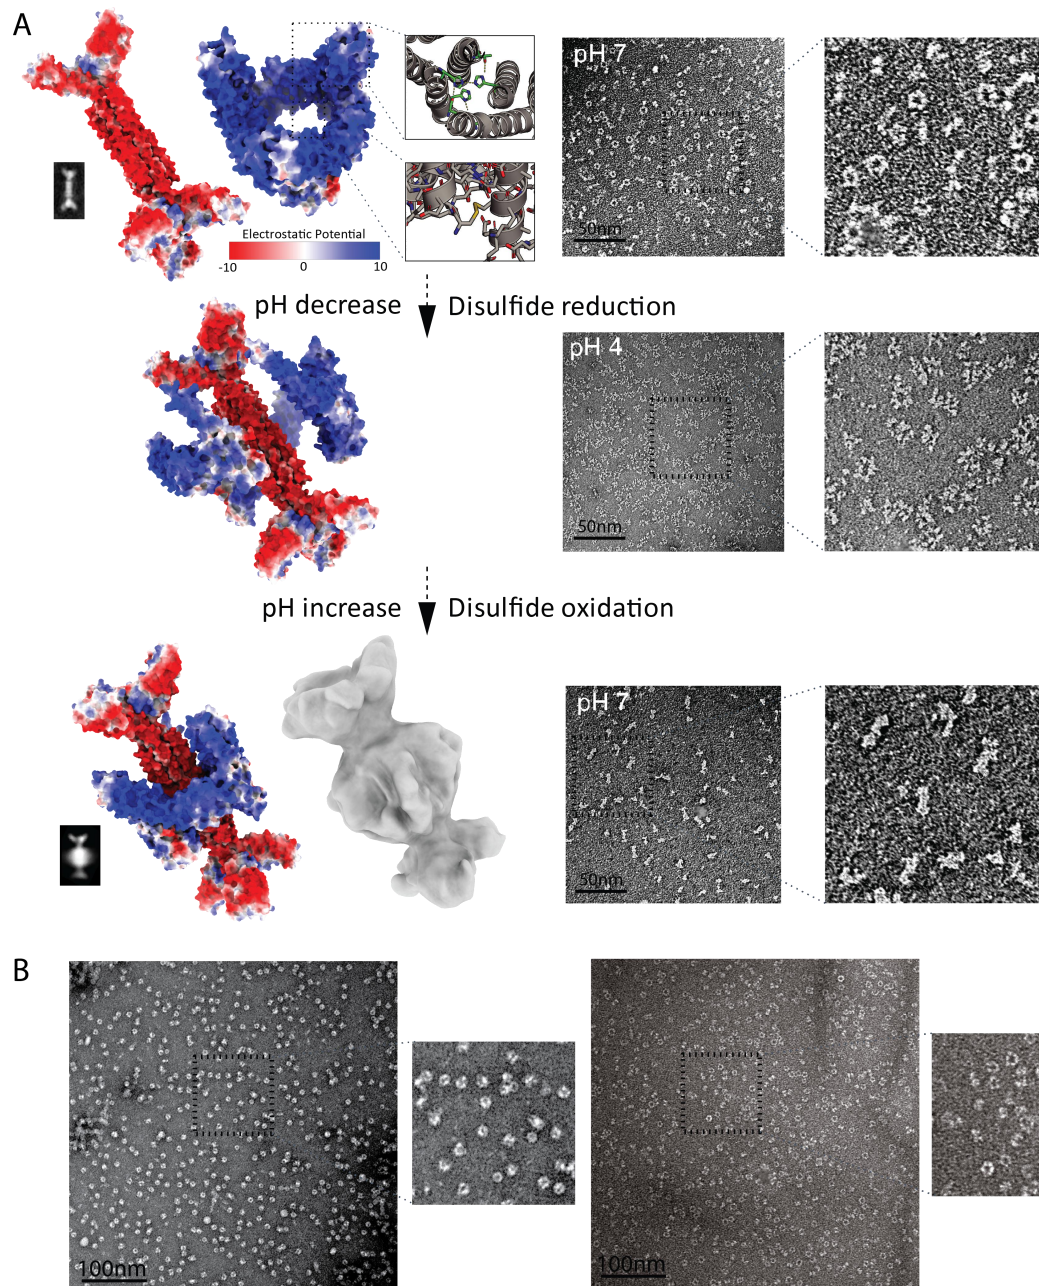 A
Electrostatic Potential
-10 0 10
pH 7
50nm
pH decrease Disulfide reduction
pH 4
50nm
pH increase Disulfide oxidation
pH 7
50nm
B
100nm
100nm